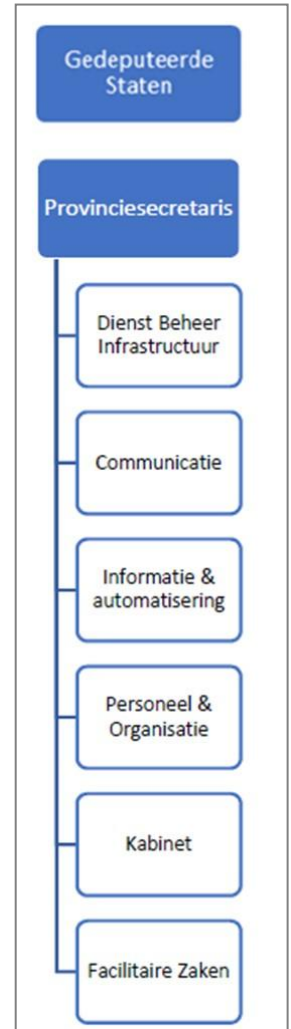 Gedeputeerde
Staten
Provinciesecretaris
Dienst Beheer
Infrastructuur
Communicatie
Informatie &
automatisering
Personeel &
Organisatie
Kabinet
Facilitaire Zaken